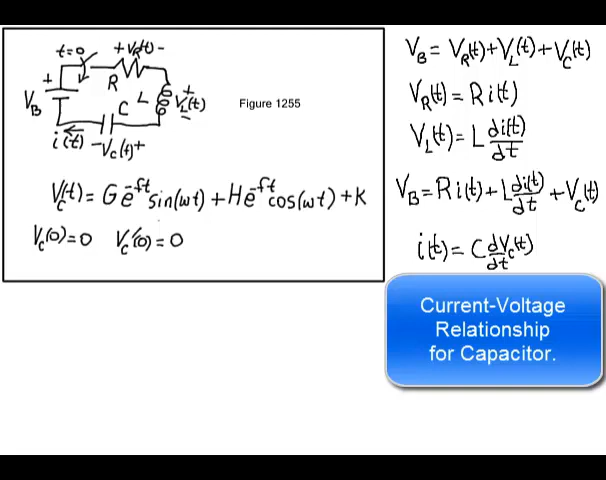 t=0
+ V_R(t) -
+
R
L
+
V_L(t)
-
V_B
C
i(t)
- V_C(t) +
Figure 1255
V_C(t) = Ge^{-ft} sin(ωt) + He^{-ft} cos(ωt) + K
V_C(0)=0 V_C'(0)=0
V_B = V_R(t) + V_L(t) + V_C(t)
V_R(t) = R i(t)
V_L(t) = L di(t)/dt
V_B = R i(t) + L di(t)/dt + V_C(t)
i(t) = C dV_C(t)/dt
Current-Voltage
Relationship
for Capacitor.